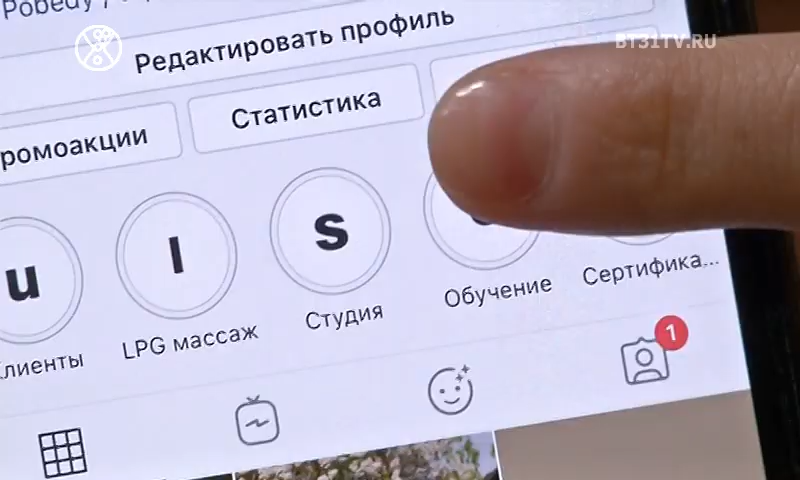 Pobedy
BT31TV.RU
Редактировать профиль
ромоакции
Статистика
u
l
s
лиенты
LPG массаж
Студия
Обучение
Сертифика...
1